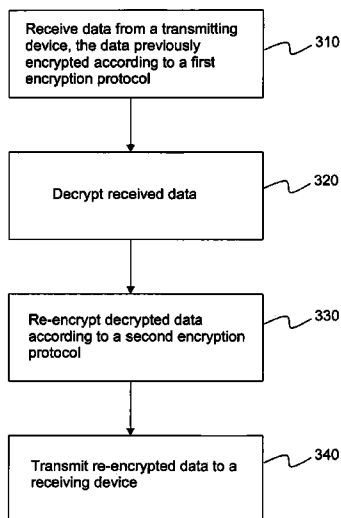 Receive data from a transmitting
device, the data previously
encrypted according to a first
encryption protocol
310
Decrypt received data
320
Re-encrypt decrypted data
according to a second encryption
protocol
330
Transmit re-encrypted data to a
receiving device
340